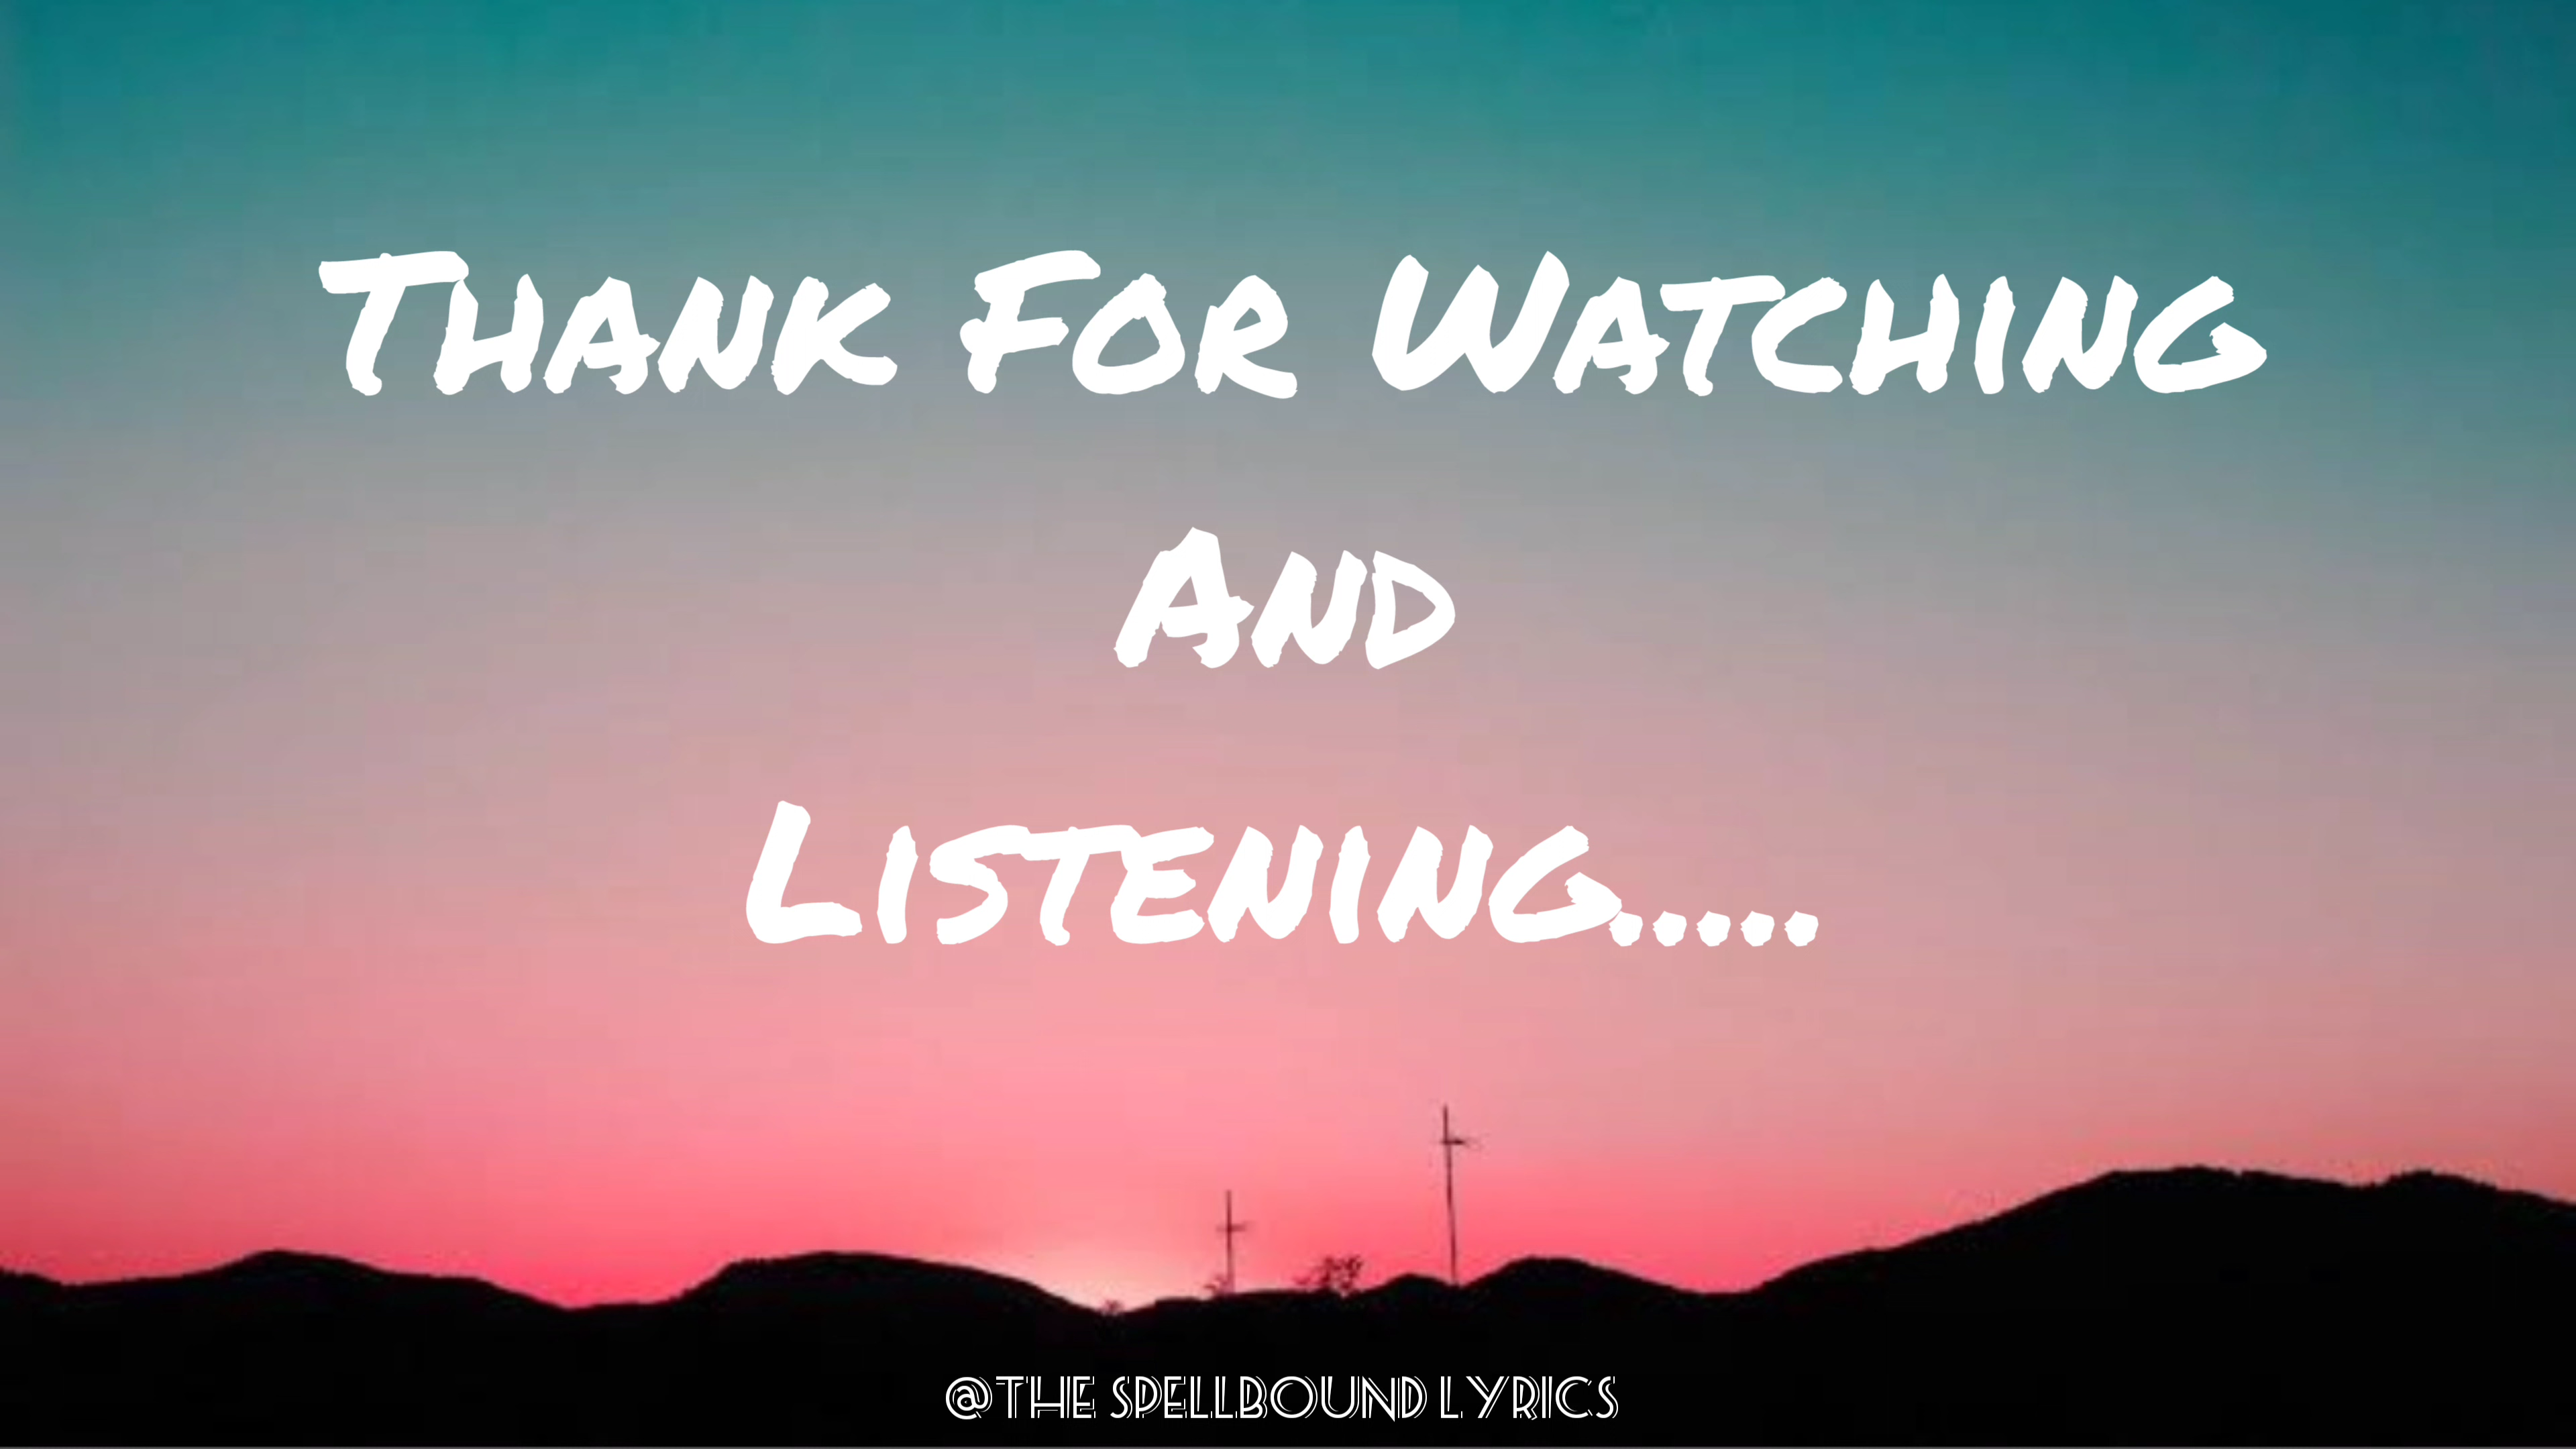 Thank For Watching
And
Listening.....
@THE SPELLBOUND LYRICS